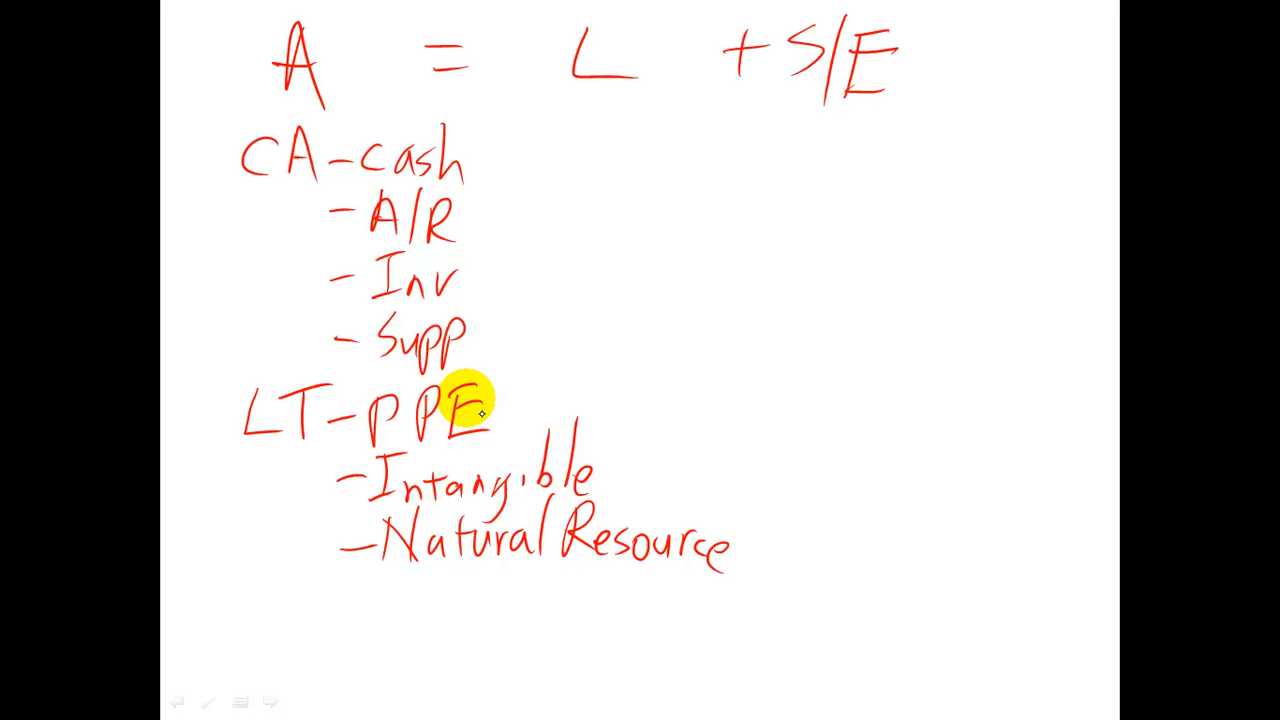 A = L + S/E
CA - cash
- A/R
- Inv
- Supp
LT - PPE
- Intangible
- Natural Resource